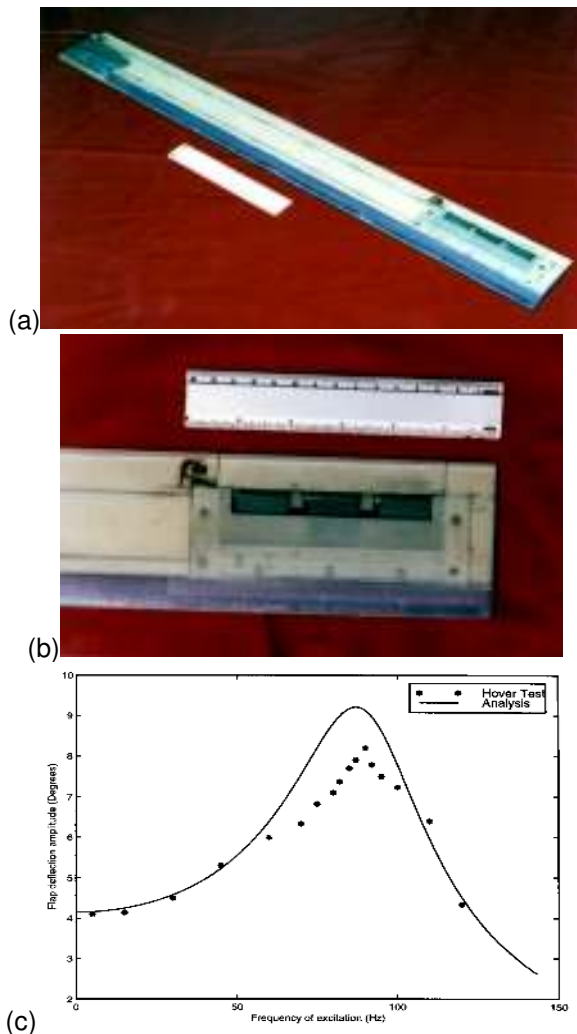 (a)
(b)
10
9
8
7
6
5
4
3
2
Flap deflection amplitude (Degrees)
Hover Test
Analysis
0
50
100
150
Frequency of excitation (Hz)
(c)